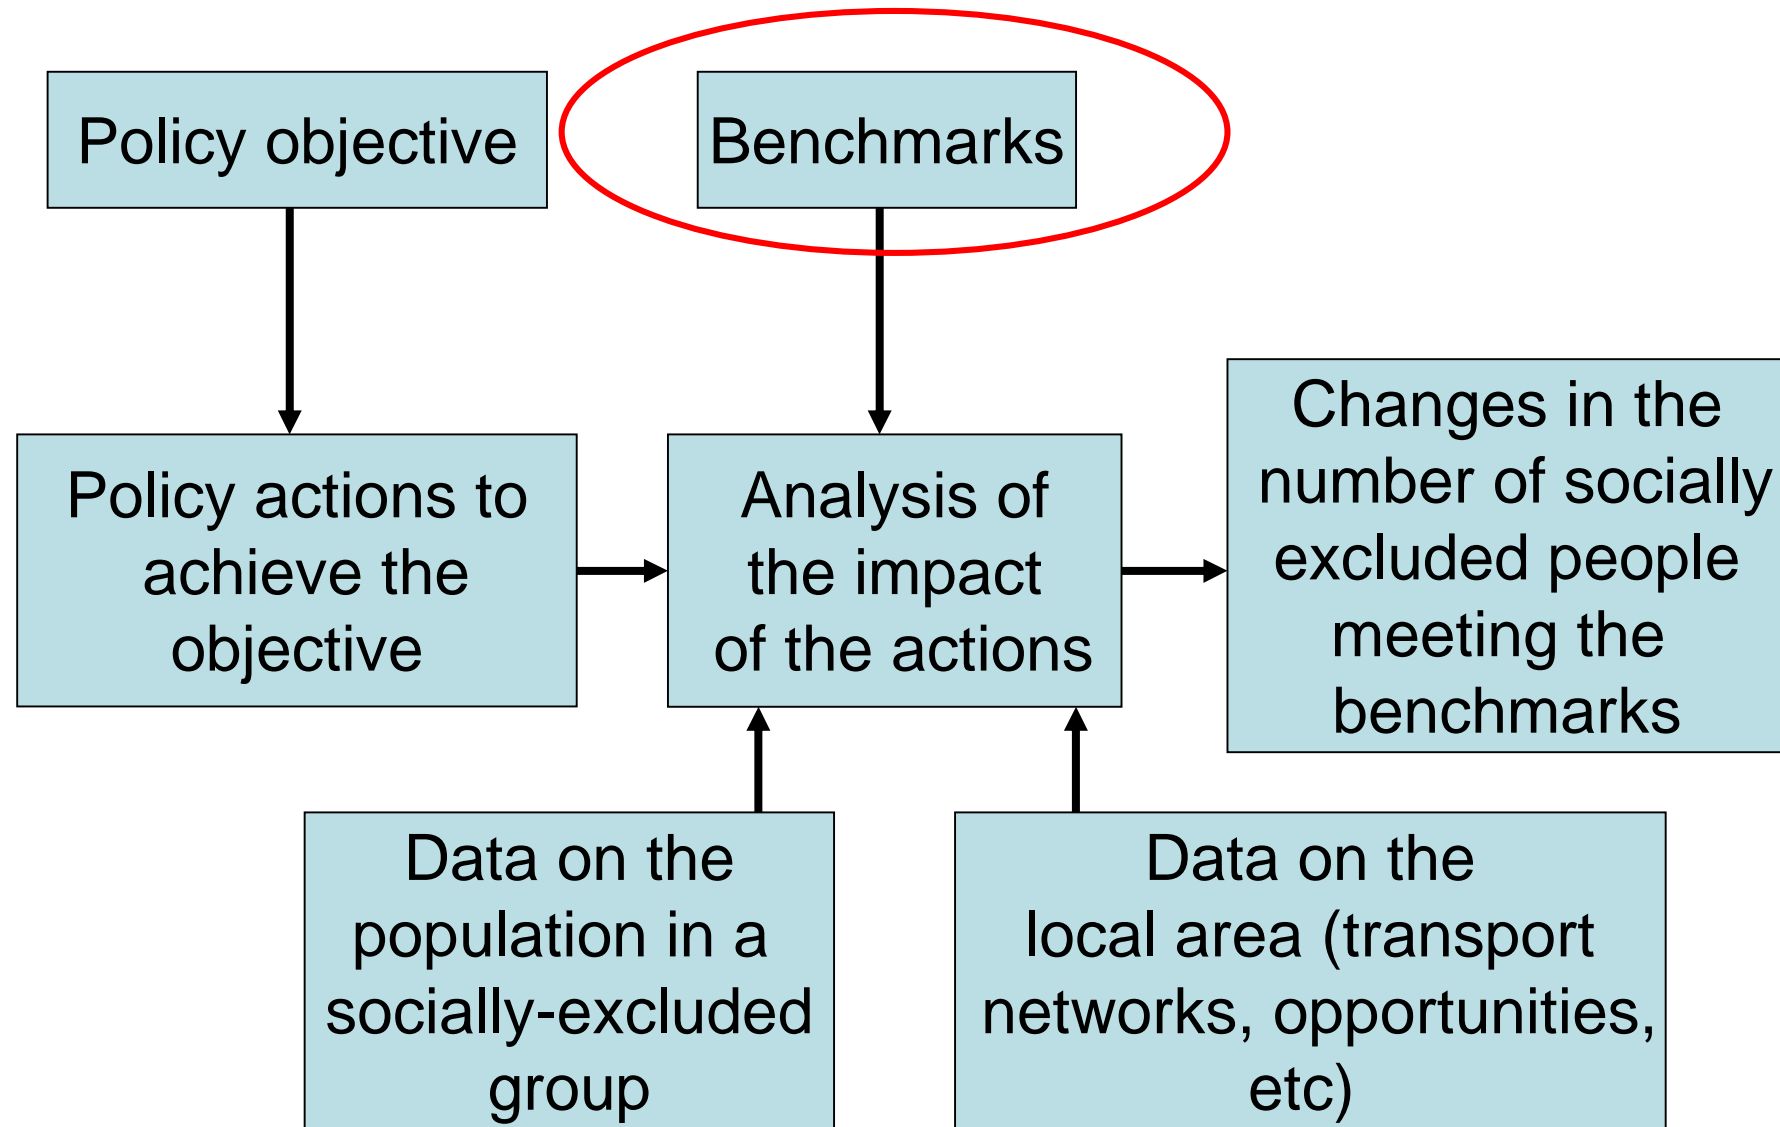 Policy objective
Benchmarks
Policy actions to
achieve the
objective
Analysis of
the impact
of the actions
Changes in the
number of socially
excluded people
meeting the
benchmarks
Data on the
population in a
socially-excluded
group
Data on the
local area (transport
networks, opportunities,
etc)